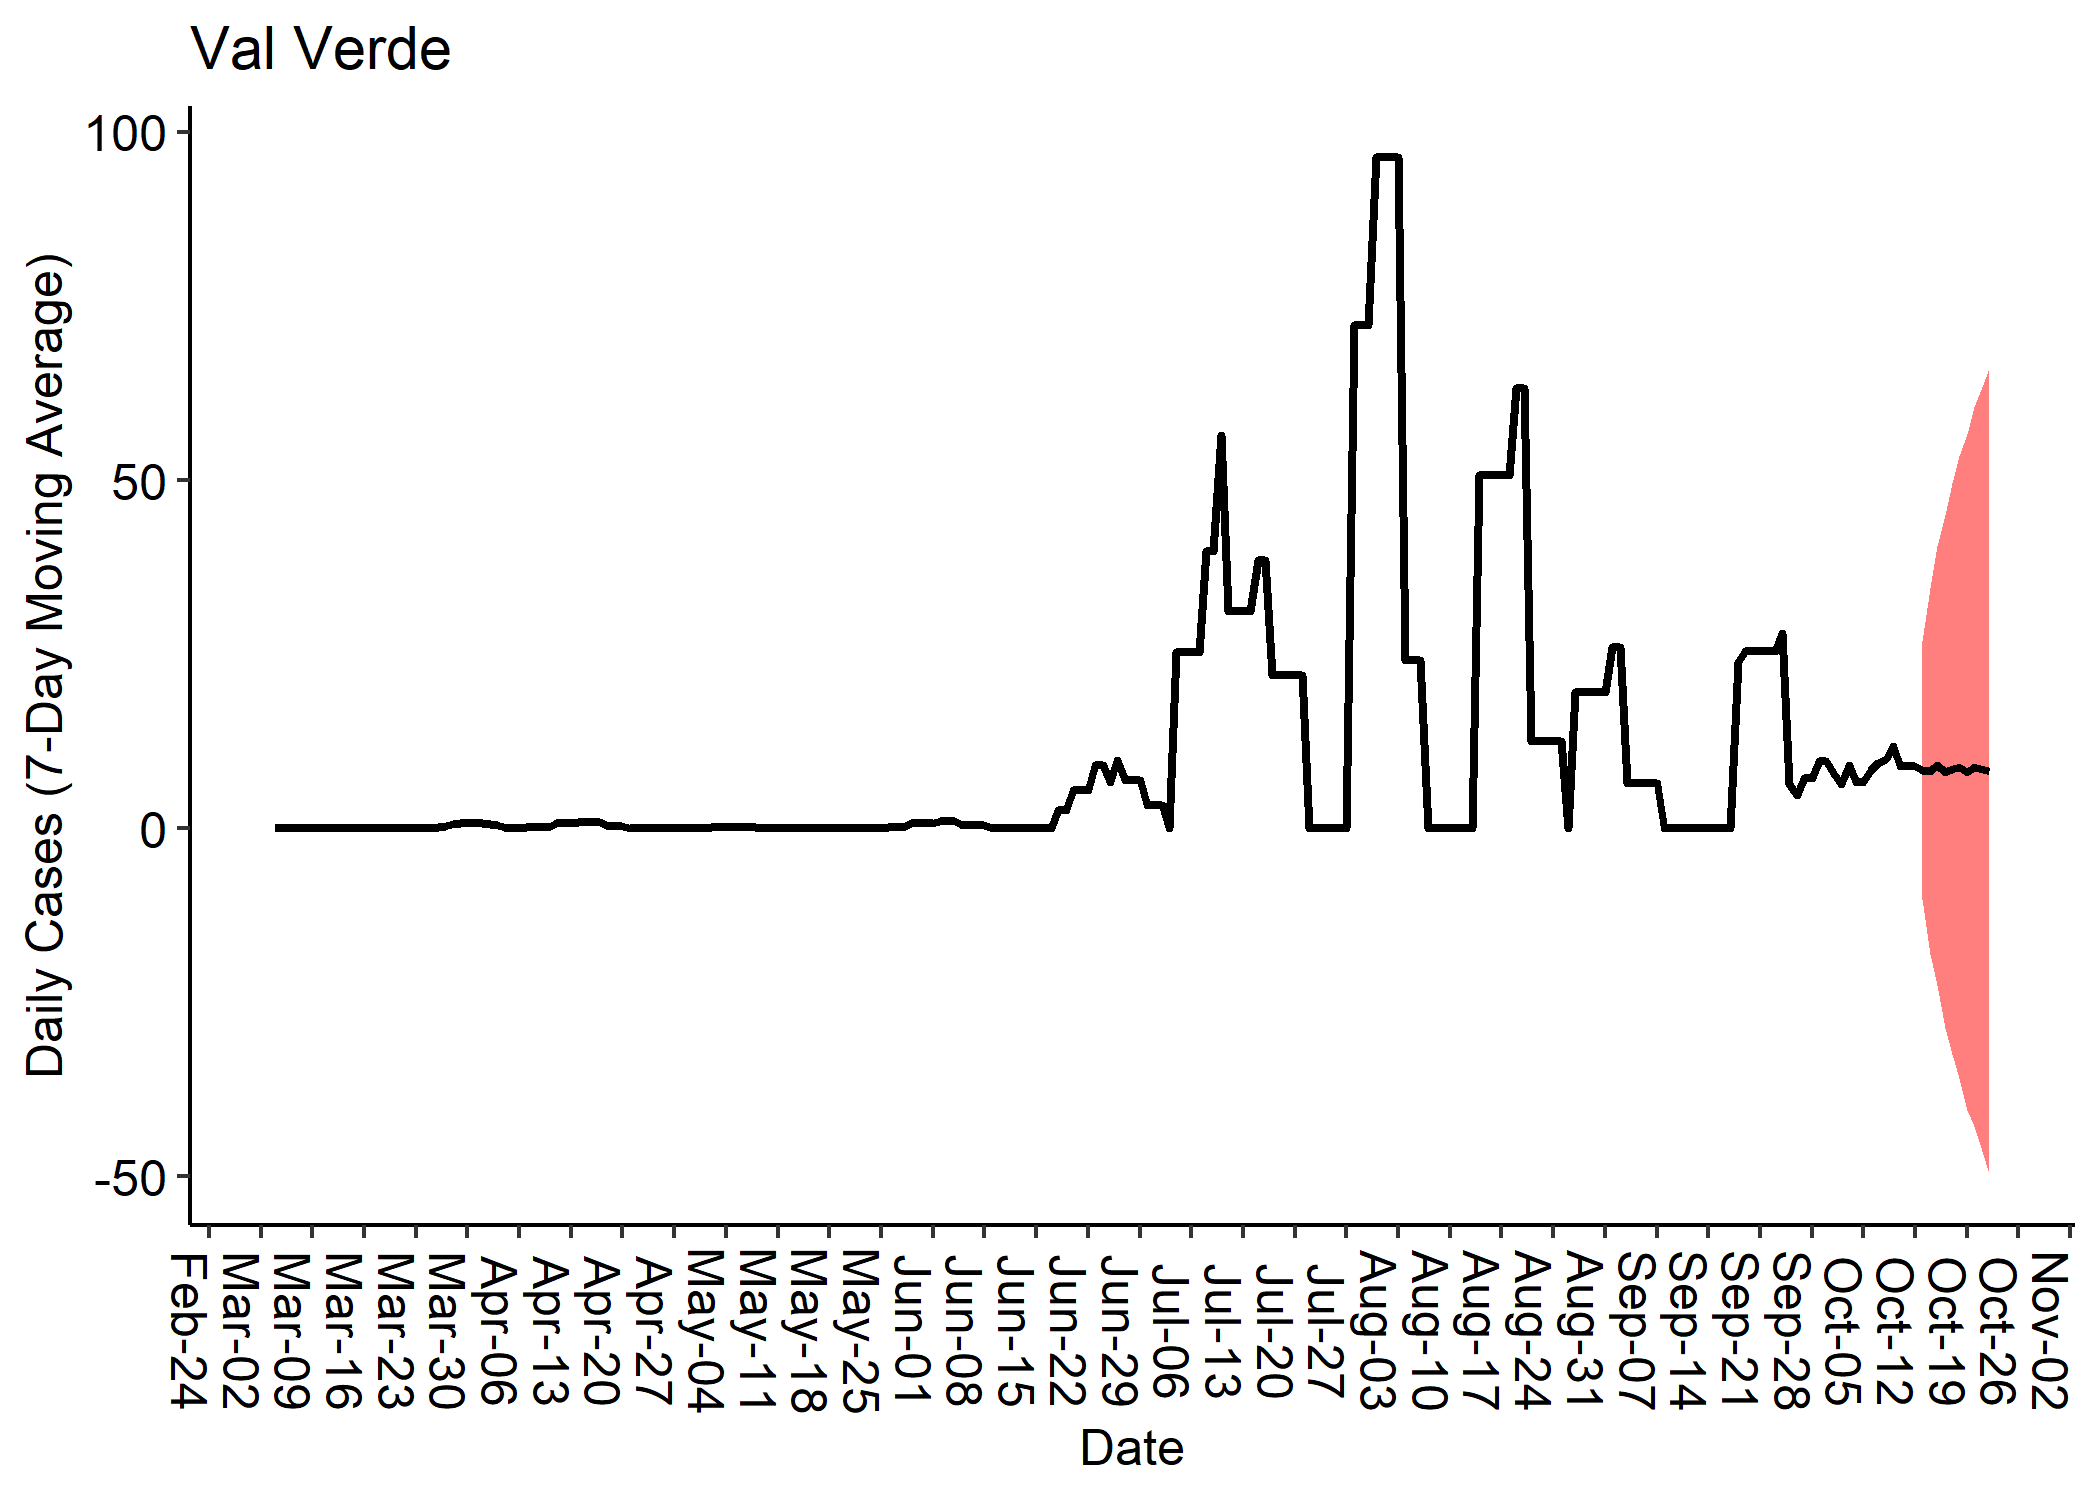 Val Verde
Daily Cases (7-Day Moving Average)
100
50
0
-50
Feb-24
Mar-02
Mar-09
Mar-16
Mar-23
Mar-30
Apr-06
Apr-13
Apr-20
Apr-27
May-04
May-11
May-18
May-25
Jun-01
Jun-08
Jun-15
Jun-22
Jun-29
Jul-06
Jul-13
Jul-20
Jul-27
Aug-03
Aug-10
Aug-17
Aug-24
Aug-31
Sep-07
Sep-14
Sep-21
Sep-28
Oct-05
Oct-12
Oct-19
Oct-26
Nov-02
Date